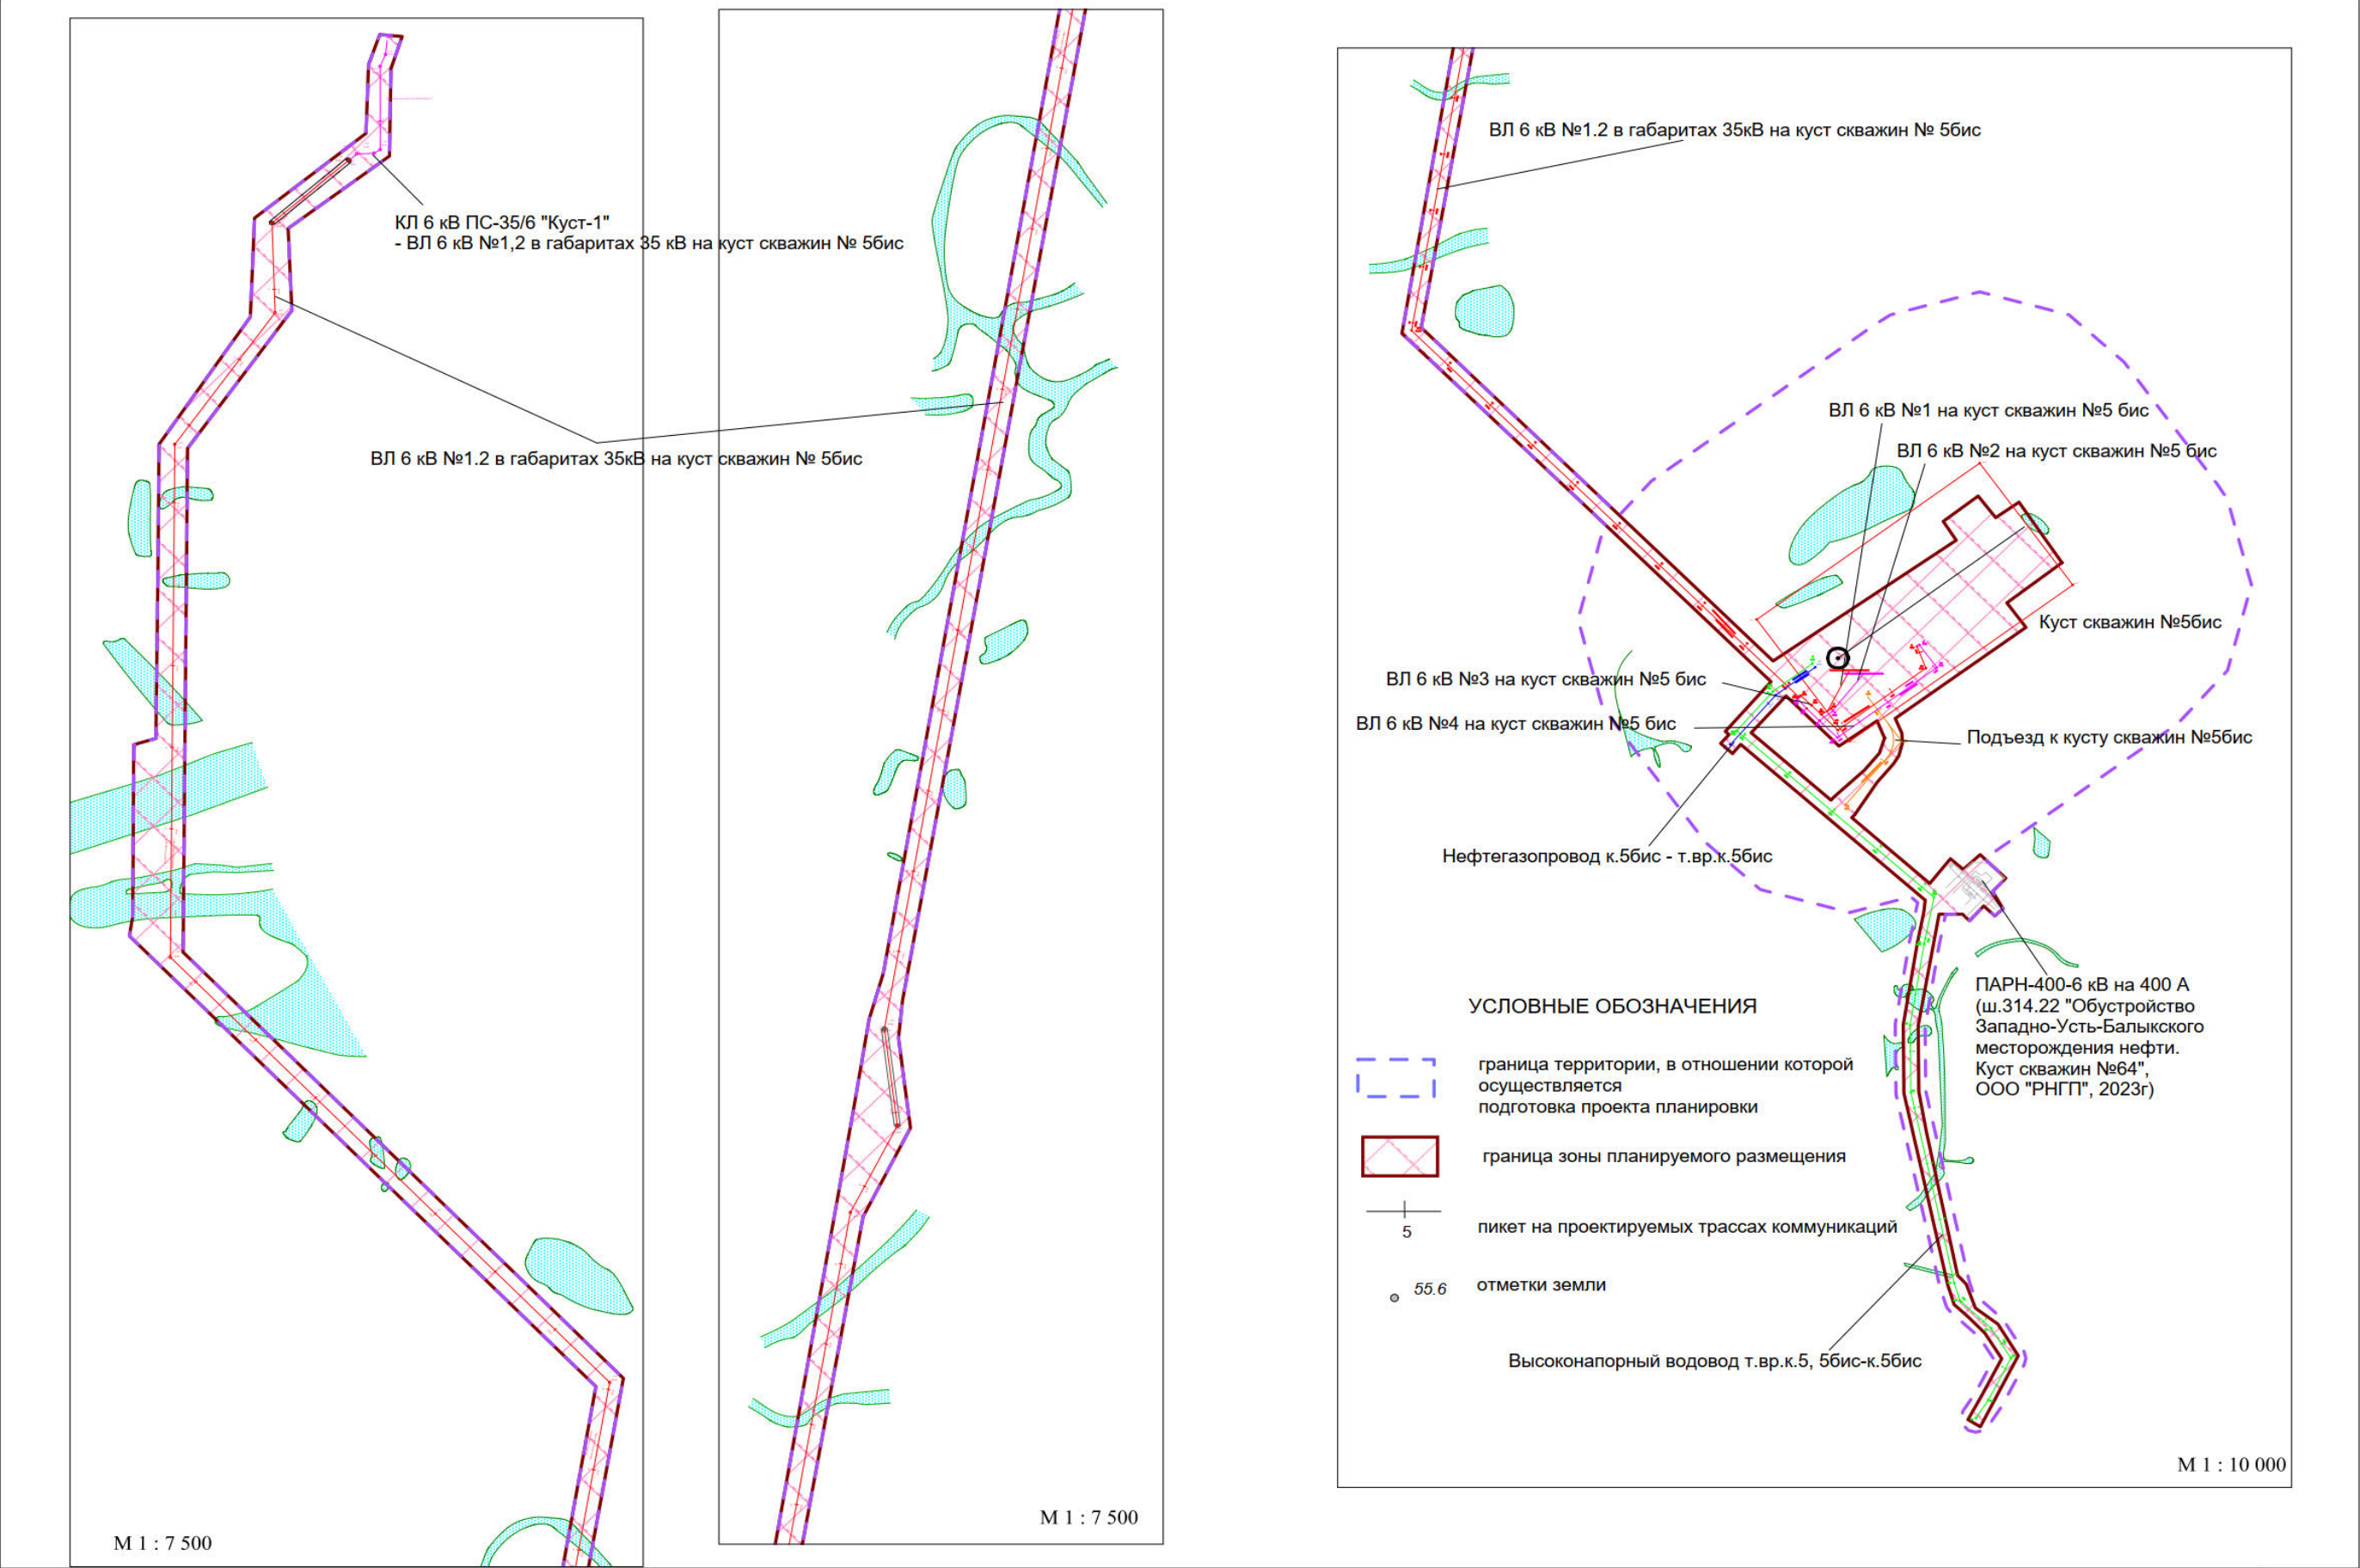 КЛ 6 кВ ПС-35/6 "Куст-1"
- ВЛ 6 кВ №1,2 в габаритах 35 кВ на куст скважин № 5бис
ВЛ 6 кВ №1.2 в габаритах 35кВ на куст скважин № 5бис
М 1 : 7 500
М 1 : 7 500
ВЛ 6 кВ №1.2 в габаритах 35кВ на куст скважин № 5бис
ВЛ 6 кВ №1 на куст скважин №5 бис
ВЛ 6 кВ №2 на куст скважин №5 бис
Куст скважин №5бис
ВЛ 6 кВ №3 на куст скважин №5 бис
ВЛ 6 кВ №4 на куст скважин №5 бис
Подъезд к кусту скважин №5бис
Нефтегазопровод к.5бис - т.вр.к.5бис
ПАРН-400-6 кВ на 400 А
(ш.314.22 "Обустройство
Западно-Усть-Балыкского
месторождения нефти.
Куст скважин №64",
ООО "РНГП", 2023г)
УСЛОВНЫЕ ОБОЗНАЧЕНИЯ
граница территории, в отношении которой
осуществляется
подготовка проекта планировки
граница зоны планируемого размещения
5
пикет на проектируемых трассах коммуникаций
55.6
отметки земли
Высоконапорный водовод т.вр.к.5, 5бис-к.5бис
М 1 : 10 000